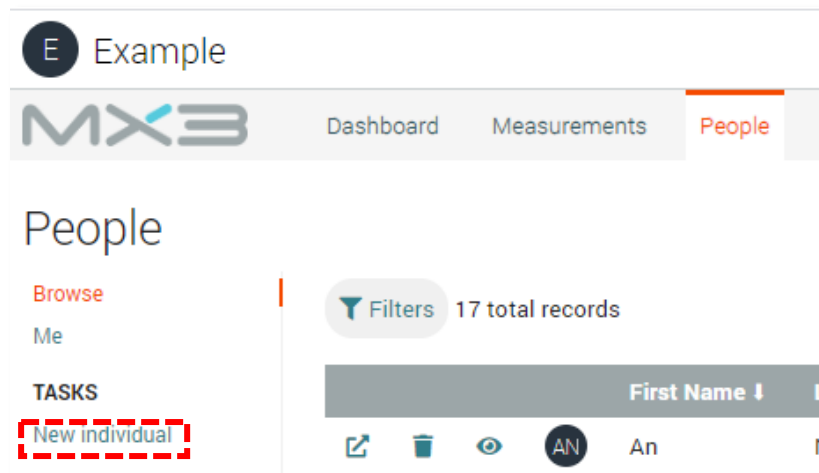 E Example
MX3 Dashboard Measurements People
People
Browse
Filters 17 total records
Me
TASKS
First Name
New individual
AN An